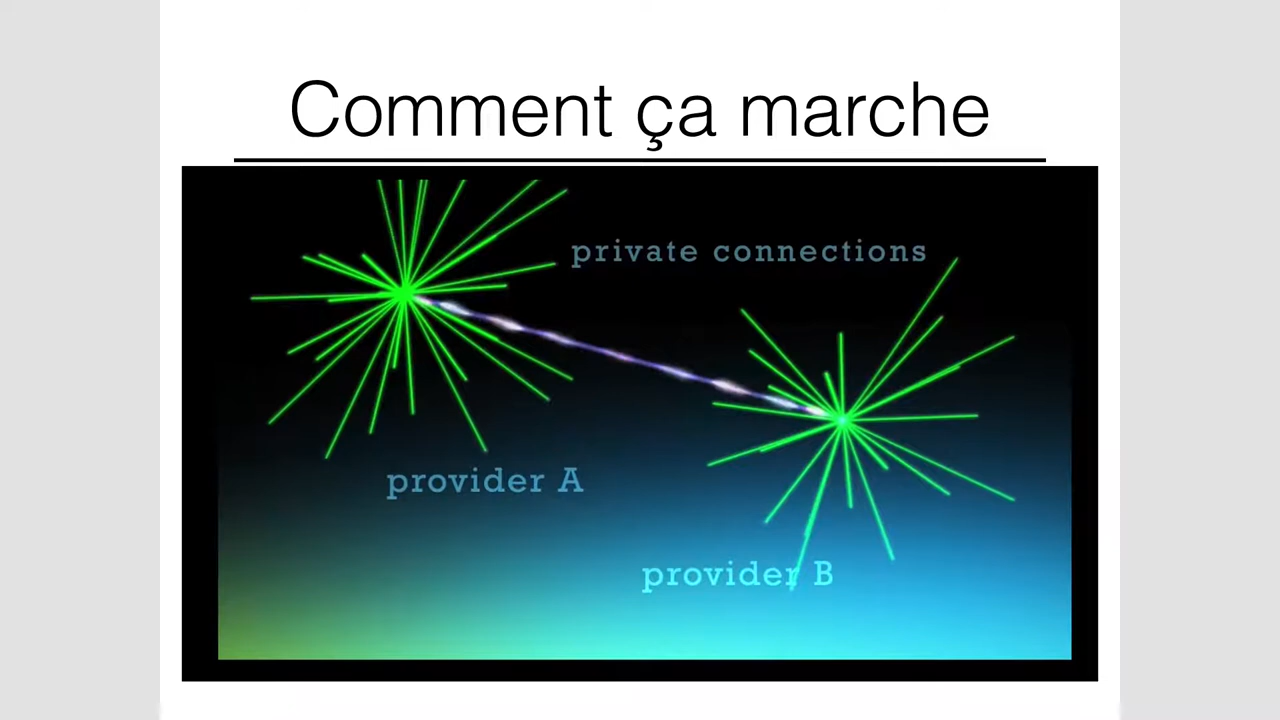 Comment ça marche
private connections
provider A
provider B